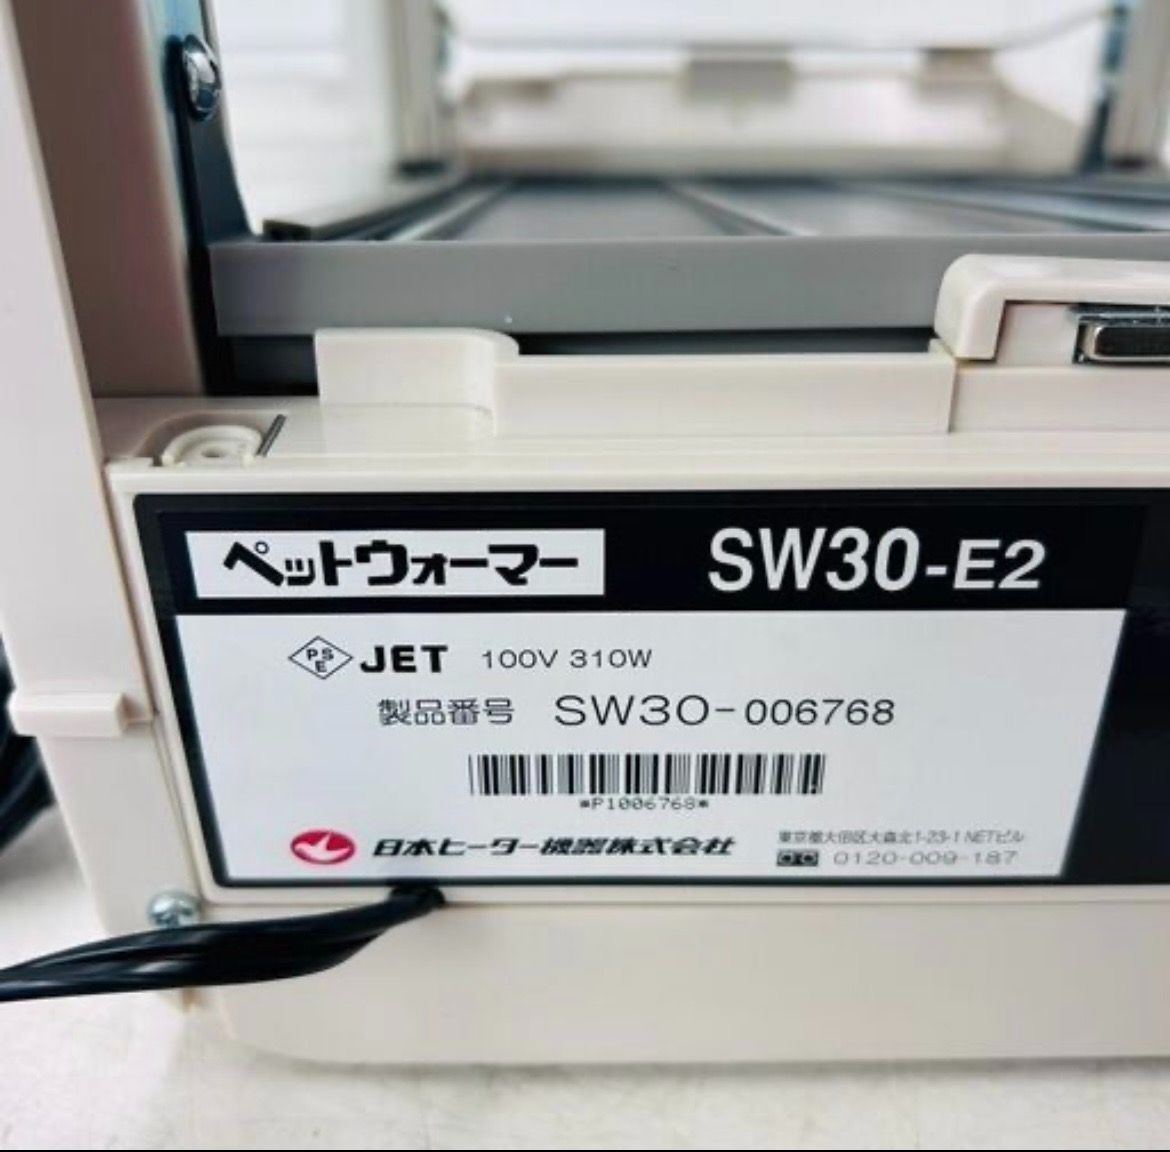 ペットウォーマー SW30-E2
PSE JET 100V 310W
製品番号 SW30-006768
*P1006768*
日本ヒーター機器株式会社
東京都大田区大森北1-23-1 NETビル
0120-009-187